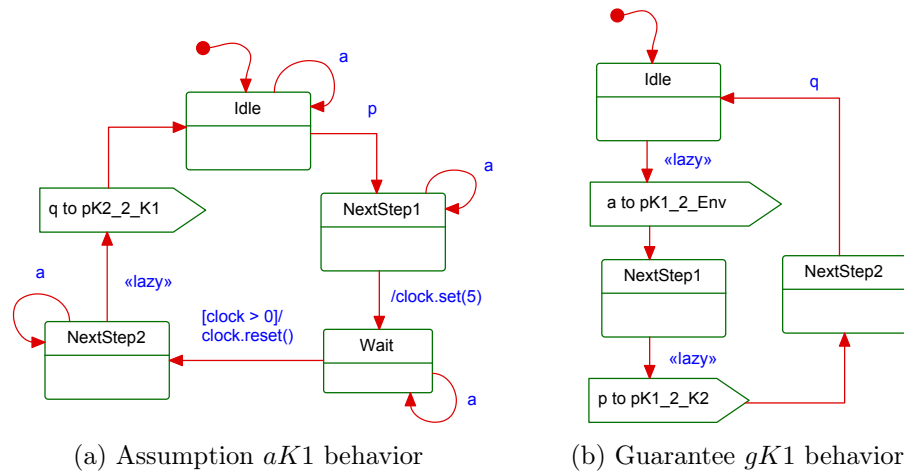 a
Idle
p
a
q to pK2_2_K1
NextStep1
a
«lazy»
/clock.set(5)
[clock > 0]/
clock.reset()
NextStep2
Wait
a
(a) Assumption aK1 behavior
Idle
q
«lazy»
a to pK1_2_Env
NextStep1
NextStep2
«lazy»
p to pK1_2_K2
(b) Guarantee gK1 behavior